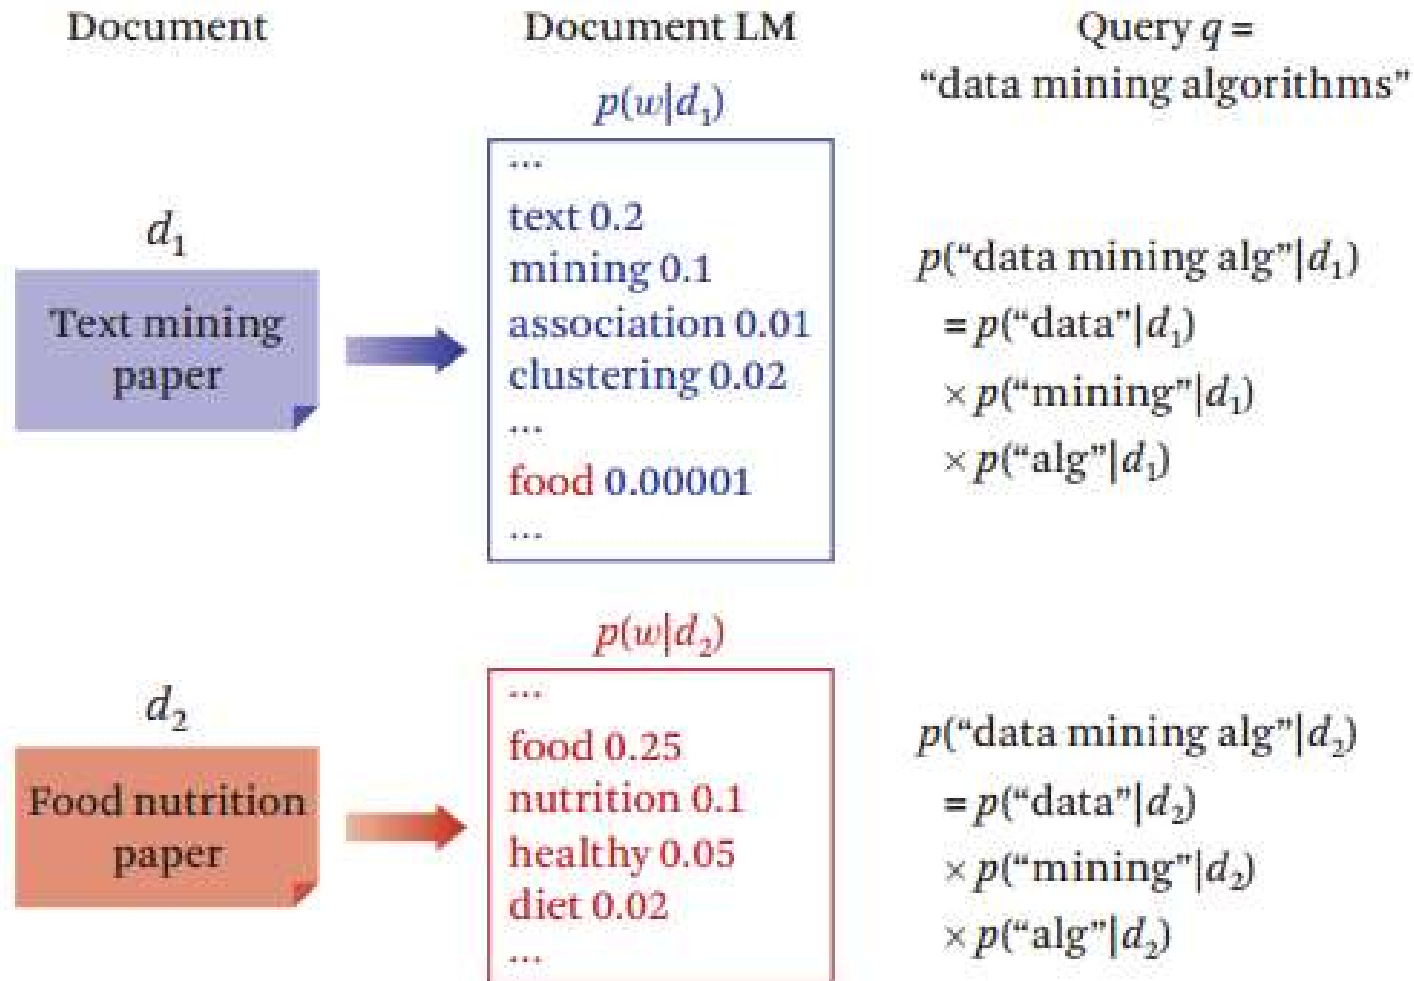 Document
Document LM
Query q =
“data mining algorithms”
p(w|d₁)
...
text 0.2
mining 0.1
association 0.01
clustering 0.02
...
food 0.00001
...
d₁
Text mining
paper
p(“data mining alg”|d₁)
= p(“data”|d₁)
× p(“mining”|d₁)
× p(“alg”|d₁)
p(w|d₂)
...
food 0.25
nutrition 0.1
healthy 0.05
diet 0.02
...
d₂
Food nutrition
paper
p(“data mining alg”|d₂)
= p(“data”|d₂)
× p(“mining”|d₂)
× p(“alg”|d₂)